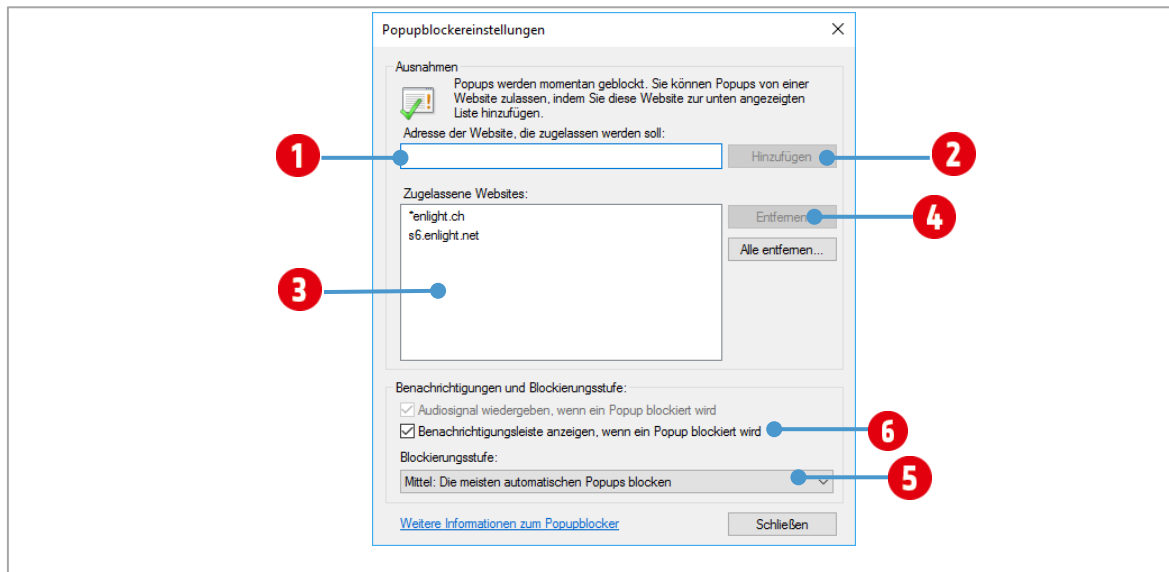 Popupblockereinstellungen
Ausnahmen
Popups werden momentan geblockt. Sie können Popups von einer
Website zulassen, indem Sie diese Website zur unten angezeigten
Liste hinzufügen.
Adresse der Website, die zugelassen werden soll:
1
Hinzufügen
2
Zugelassene Websites:
*enlight.ch
Entfernen
4
s6.enlight.net
Alle entfernen...
3
Benachrichtigungen und Blockierungsstufe:
Audiosignal wiedergeben, wenn ein Popup blockiert wird
Benachrichtigungsleiste anzeigen, wenn ein Popup blockiert wird
6
Blockierungsstufe:
Mittel: Die meisten automatischen Popups blocken
5
Weitere Informationen zum Popupblocker
Schließen